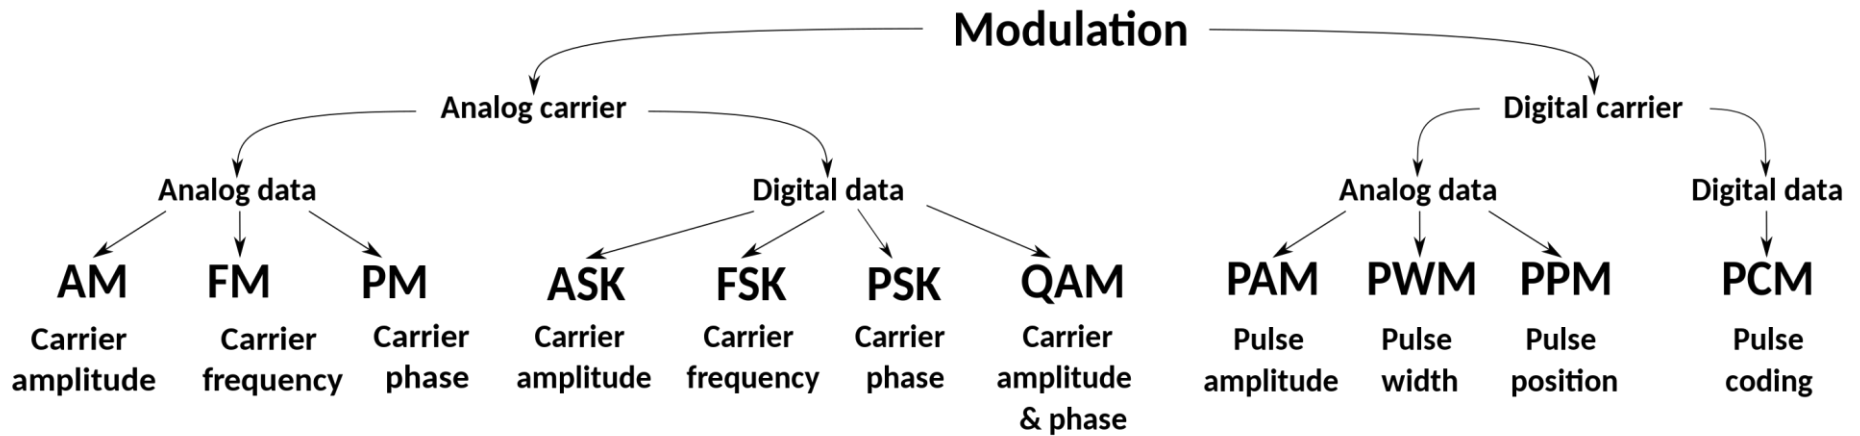 Modulation
Analog carrier
Digital carrier
Analog data
Digital data
Analog data
Digital data
AM
FM
PM
ASK
FSK
PSK
QAM
PAM
PWM
PPM
PCM
Carrier
amplitude
Carrier
frequency
Carrier
phase
Carrier
amplitude
Carrier
frequency
Carrier
phase
Carrier
amplitude
& phase
Pulse
amplitude
Pulse
width
Pulse
position
Pulse
coding